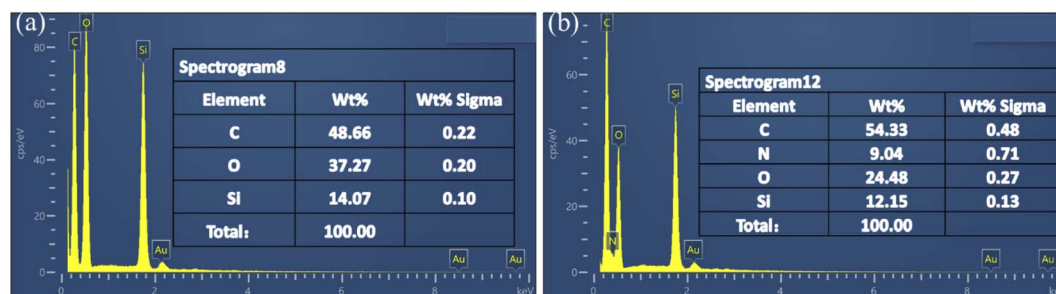 (a)
cps/eV
80
60
40
20
0
C
O
Si
Au
Au
Au
0 2 4 6 8 keV
Spectrogram8
Element Wt% Wt% Sigma
C 48.66 0.22
O 37.27 0.20
Si 14.07 0.10
Total： 100.00
(b)
cps/eV
60
40
20
0
C
O
N
Si
Au
Au
Au
0 2 4 6 8 keV
Spectrogram12
Element Wt% Wt% Sigma
C 54.33 0.48
N 9.04 0.71
O 24.48 0.27
Si 12.15 0.13
Total： 100.00